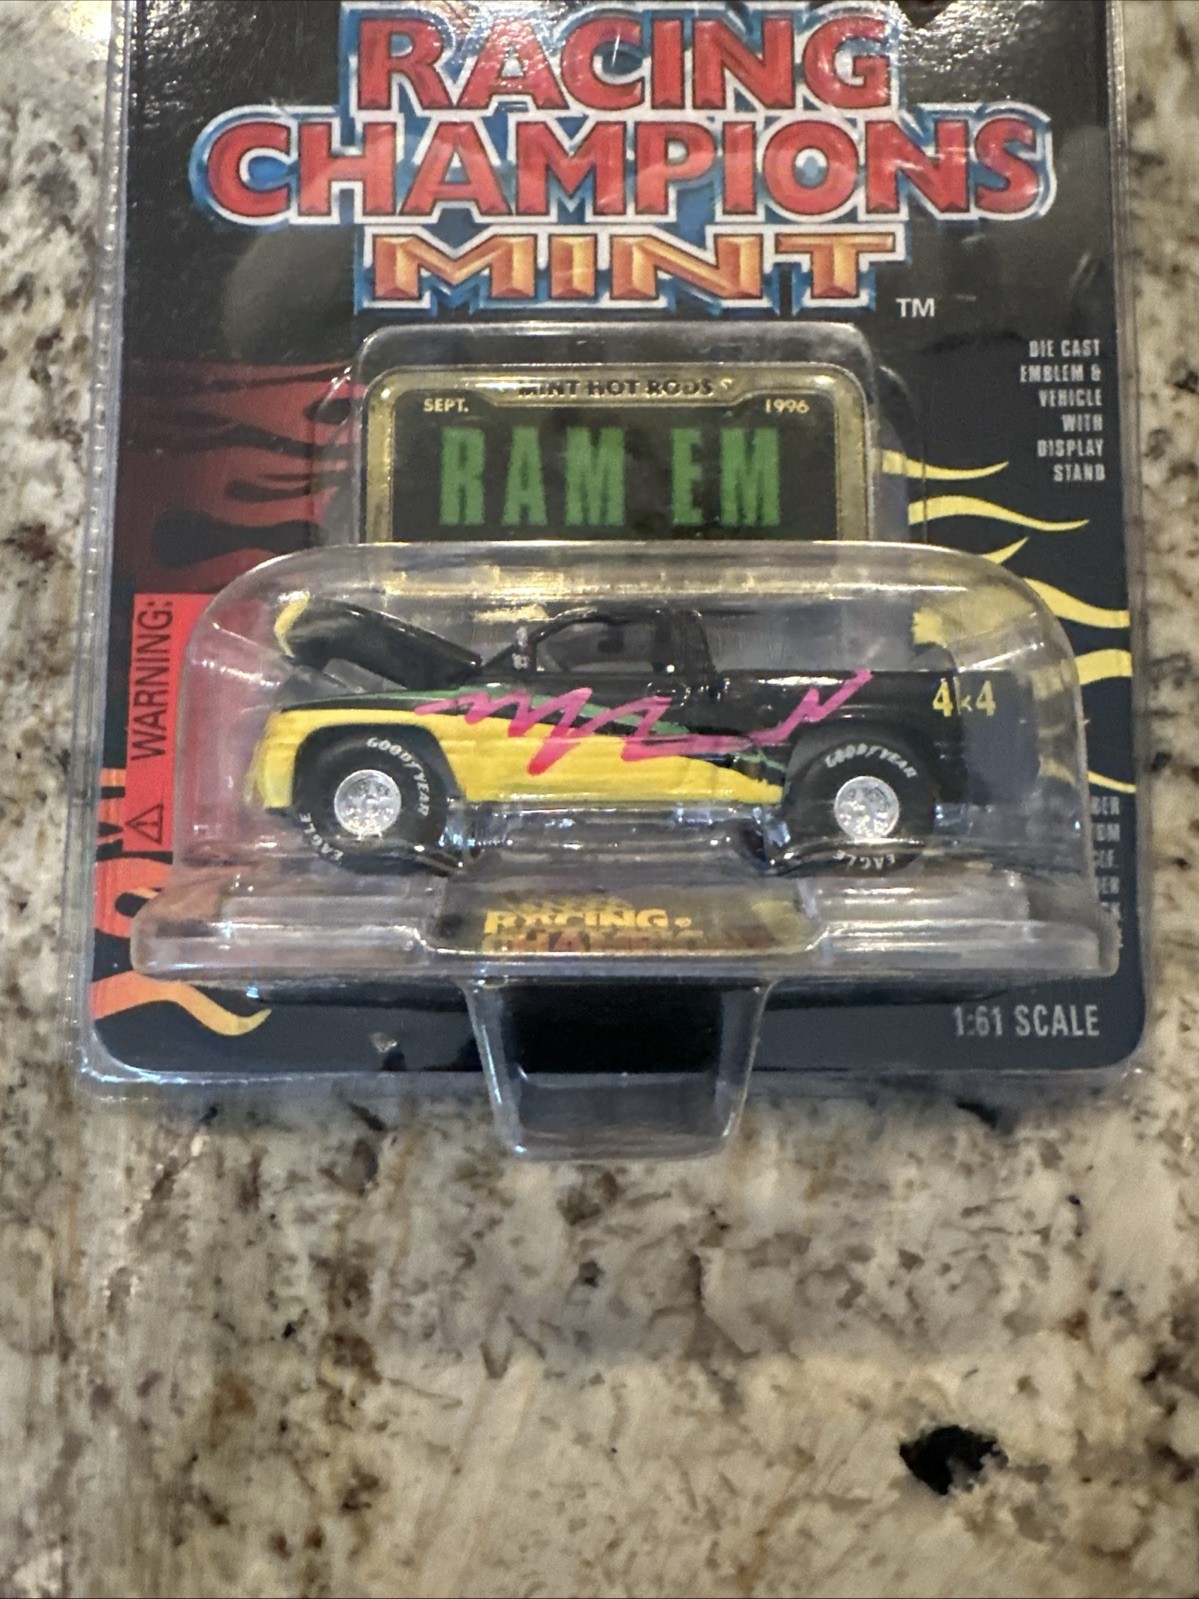 RACING
CHAMPIONS
MINT
TM
DIE CAST
EMBLEM &
VEHICLE
WITH
DISPLAY
STAND
MINT HOT RODS
SEPT. 1996
RAM EM
WARNING:
4x4
GOODYEAR
EAGLE
GOODYEAR
EAGLE
RACING
1:61 SCALE